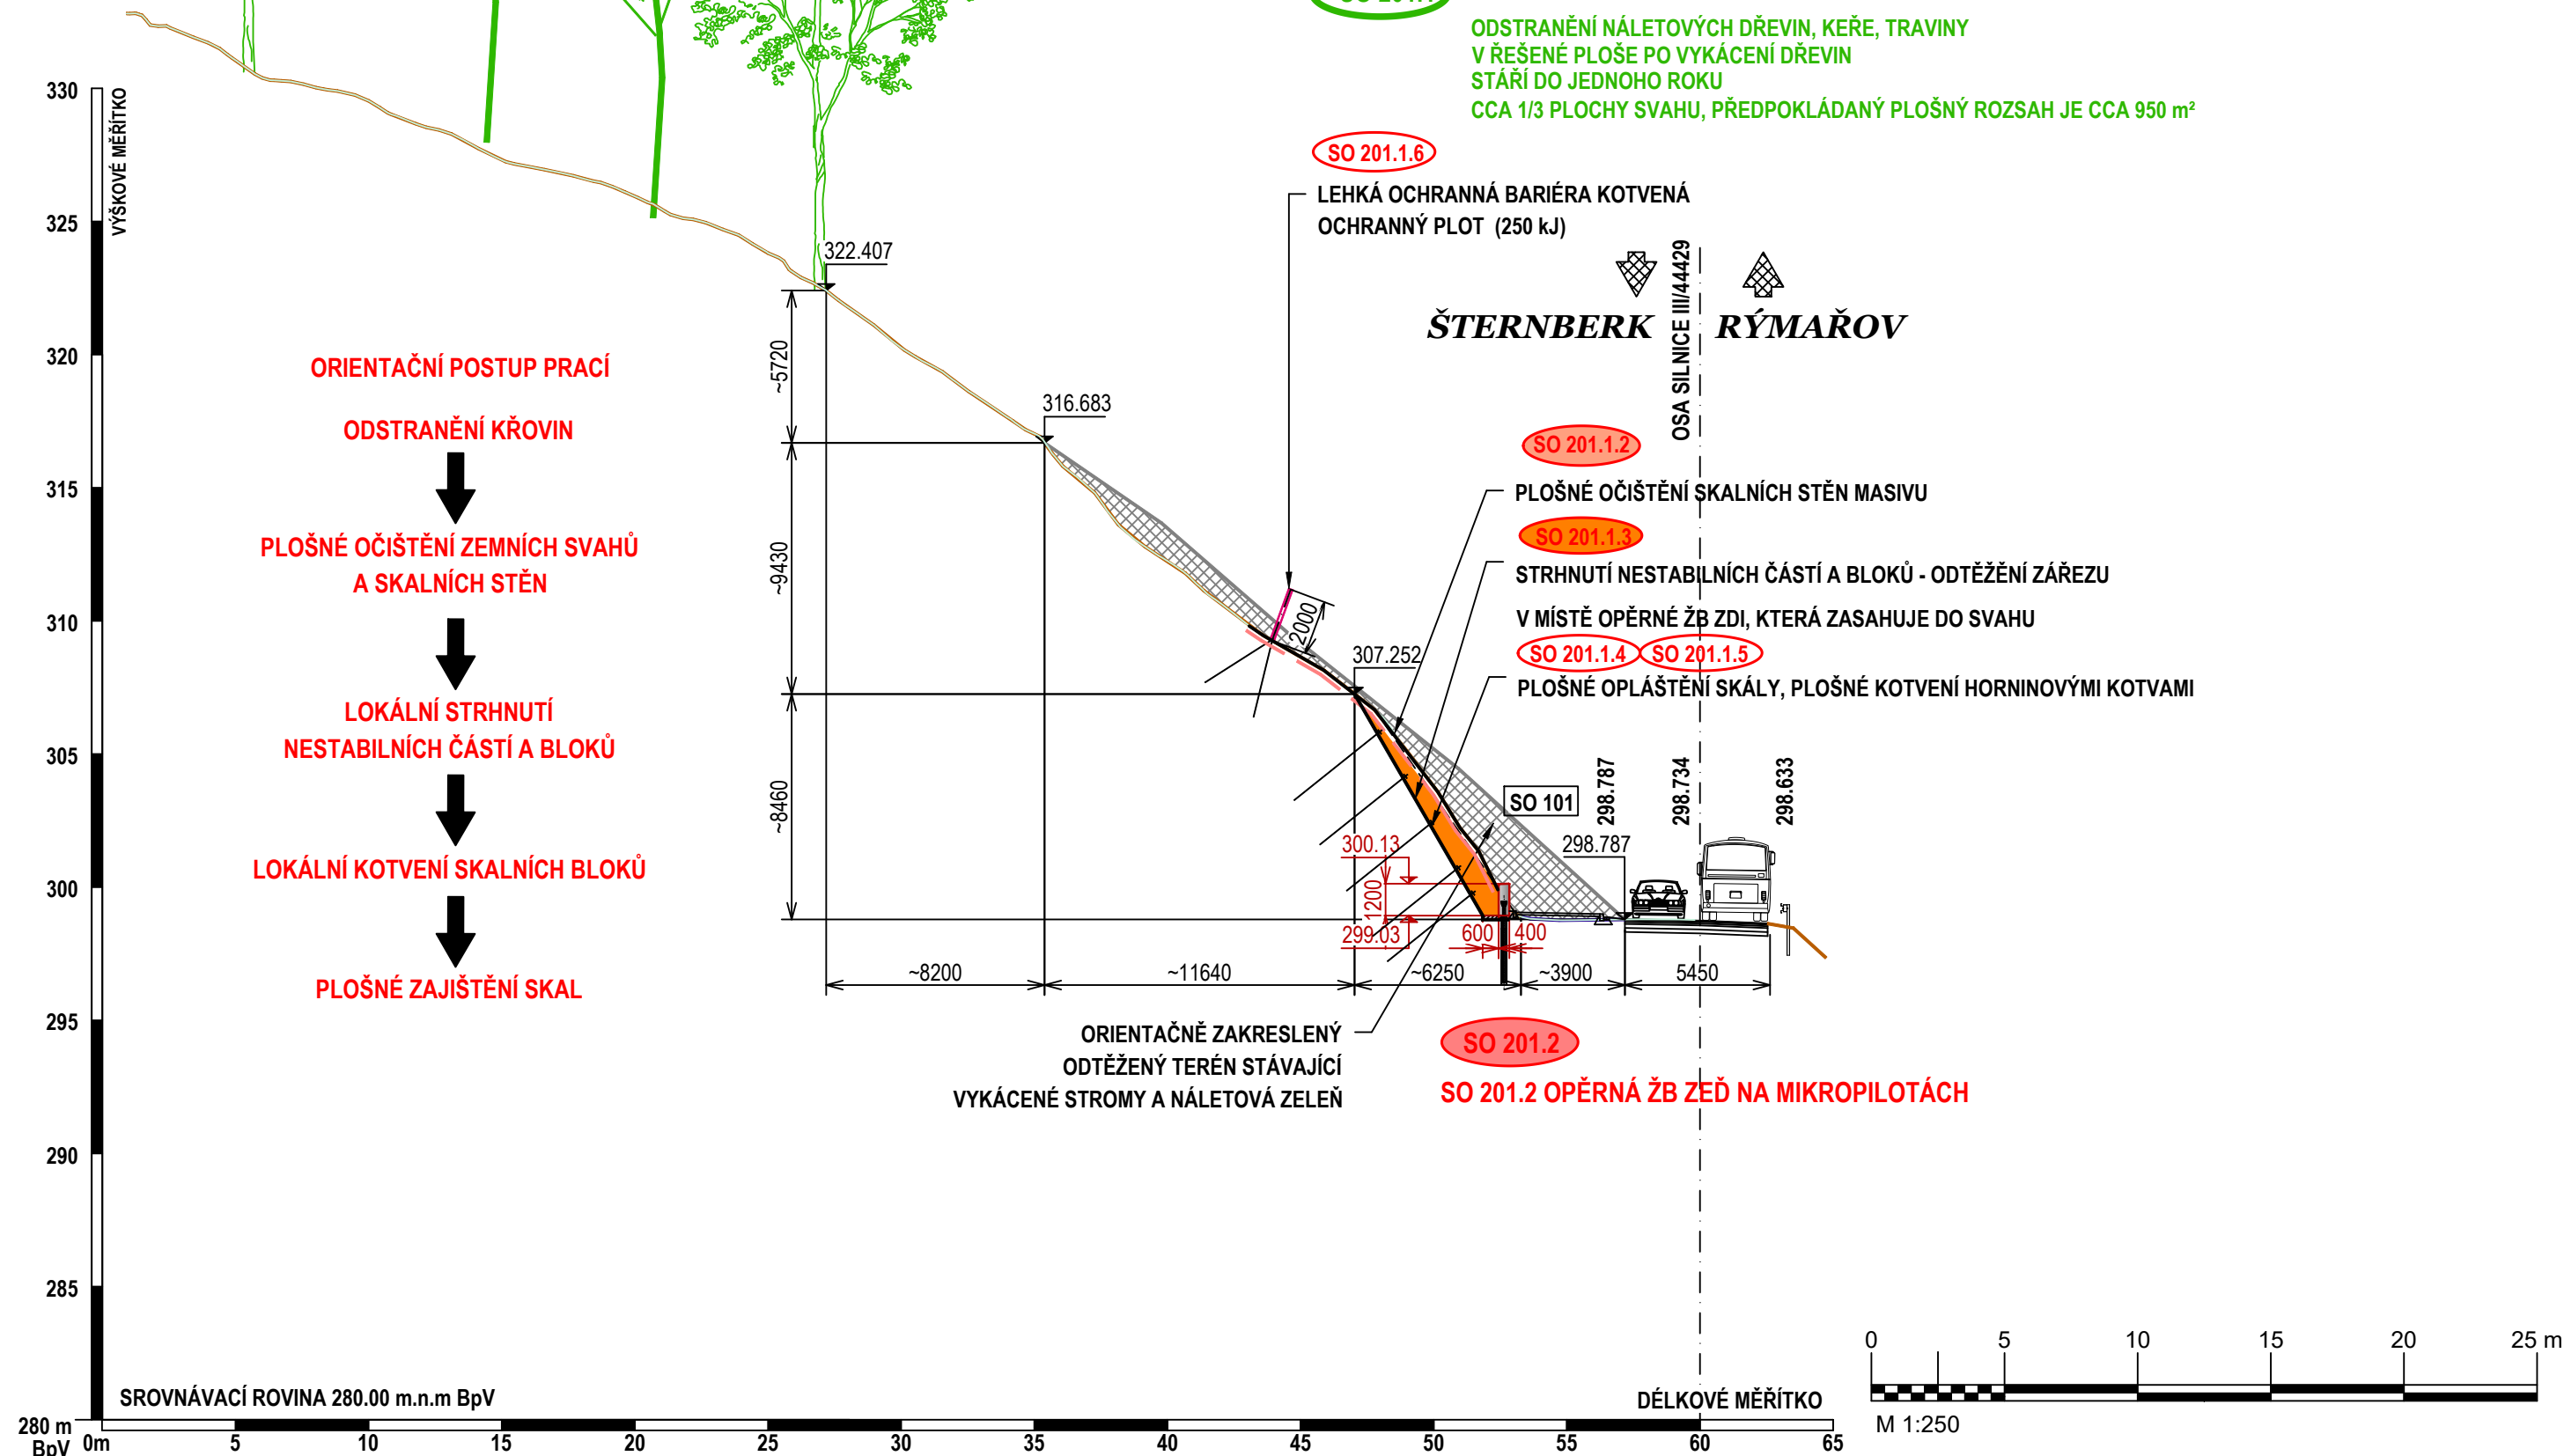 ODSTRANĚNÍ NÁLETOVÝCH DŘEVIN, KEŘE, TRAVINY
V ŘEŠENÉ PLOŠE PO VYKÁCENÍ DŘEVIN
STÁŘÍ DO JEDNOHO ROKU
CCA 1/3 PLOCHY SVAHU, PŘEDPOKLÁDANÝ PLOŠNÝ ROZSAH JE CCA 950 m²
SO 201.1.6
LEHKÁ OCHRANNÁ BARIÉRA KOTVENÁ
OCHRANNÝ PLOT (250 kJ)
VÝŠKOVÉ MĚŘÍTKO
330
325
320
315
310
305
300
295
290
285
280 m
BpV
322.407
316.683
307.252
~5720
~9430
~8460
2000
OSA SILNICE III/44429
ŠTERNBERK
RÝMAŘOV
ORIENTAČNÍ POSTUP PRACÍ
ODSTRANĚNÍ KŘOVIN
PLOŠNÉ OČIŠTĚNÍ ZEMNÍCH SVAHŮ
A SKALNÍCH STĚN
LOKÁLNÍ STRHNUTÍ
NESTABILNÍCH ČÁSTÍ A BLOKŮ
LOKÁLNÍ KOTVENÍ SKALNÍCH BLOKŮ
PLOŠNÉ ZAJIŠTĚNÍ SKAL
SO 201.1.2
PLOŠNÉ OČIŠTĚNÍ SKALNÍCH STĚN MASIVU
SO 201.1.3
STRHNUTÍ NESTABILNÍCH ČÁSTÍ A BLOKŮ - ODTĚŽENÍ ZÁŘEZU
V MÍSTĚ OPĚRNÉ ŽB ZDI, KTERÁ ZASAHUJE DO SVAHU
SO 201.1.4 SO 201.1.5
PLOŠNÉ OPLÁŠTĚNÍ SKÁLY, PLOŠNÉ KOTVENÍ HORNINOVÝMI KOTVAMI
SO 101
298.787
298.734
298.633
298.787
300.13
1200
299.03
600
400
~8200
~11640
~6250
~3900
5450
ORIENTAČNĚ ZAKRESLENÝ
ODTĚŽENÝ TERÉN STÁVAJÍCÍ
VYKÁCENÉ STROMY A NÁLETOVÁ ZELEŇ
SO 201.2
SO 201.2 OPĚRNÁ ŽB ZEĎ NA MIKROPILOTÁCH
SROVNÁVACÍ ROVINA 280.00 m.n.m BpV
DÉLKOVÉ MĚŘÍTKO
0m 5 10 15 20 25 30 35 40 45 50 55 60 65
0 5 10 15 20 25 m
M 1:250